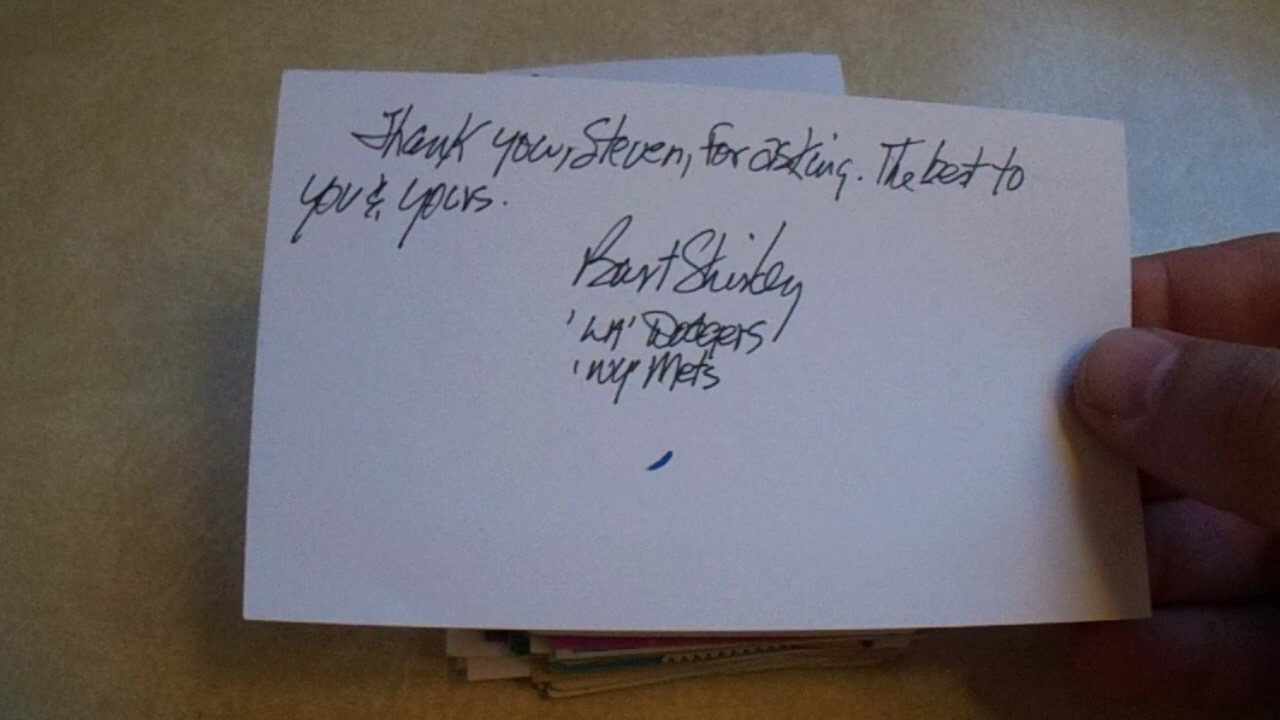 Thank you, Steven, for asking. The best to
you & yours.
Bart Shirley
'LA' Dodgers
'NY' Mets